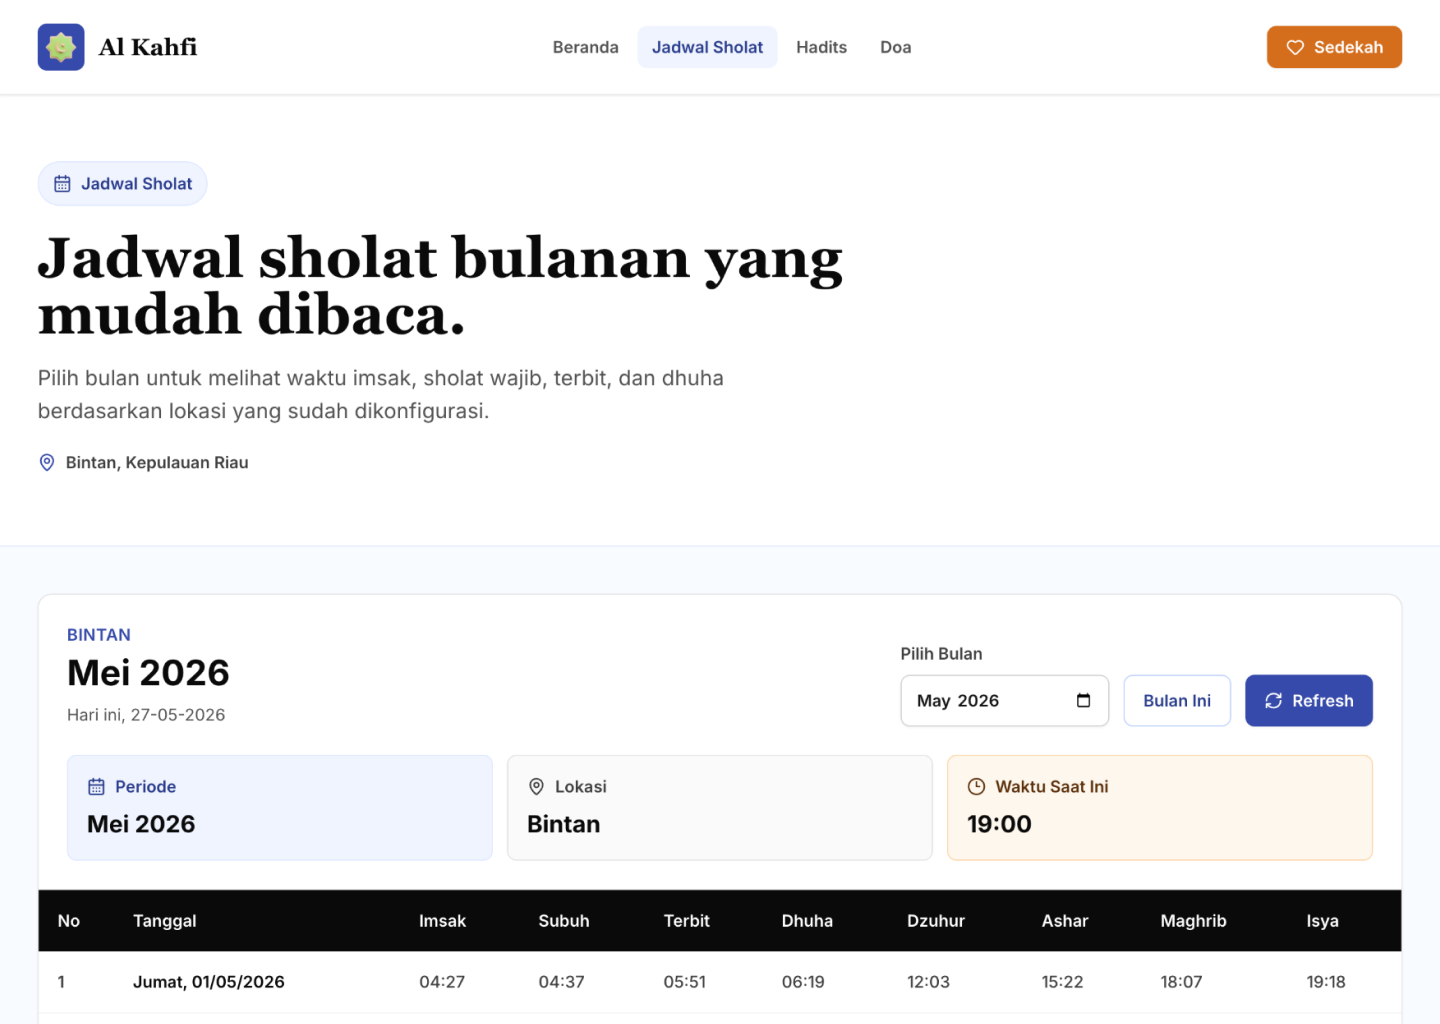 Al Kahfi
Beranda
Jadwal Sholat
Hadits
Doa
Sedekah
Jadwal Sholat
Jadwal sholat bulanan yang
mudah dibaca.
Pilih bulan untuk melihat waktu imsak, sholat wajib, terbit, dan dhuha
berdasarkan lokasi yang sudah dikonfigurasi.
Bintan, Kepulauan Riau
BINTAN
Mei 2026
Hari ini, 27-05-2026
Pilih Bulan
May 2026
Bulan Ini
Refresh
Periode
Mei 2026
Lokasi
Bintan
Waktu Saat Ini
19:00
No Tanggal Imsak Subuh Terbit Dhuha Dzuhur Ashar Maghrib Isya
1 Jumat, 01/05/2026 04:27 04:37 05:51 06:19 12:03 15:22 18:07 19:18